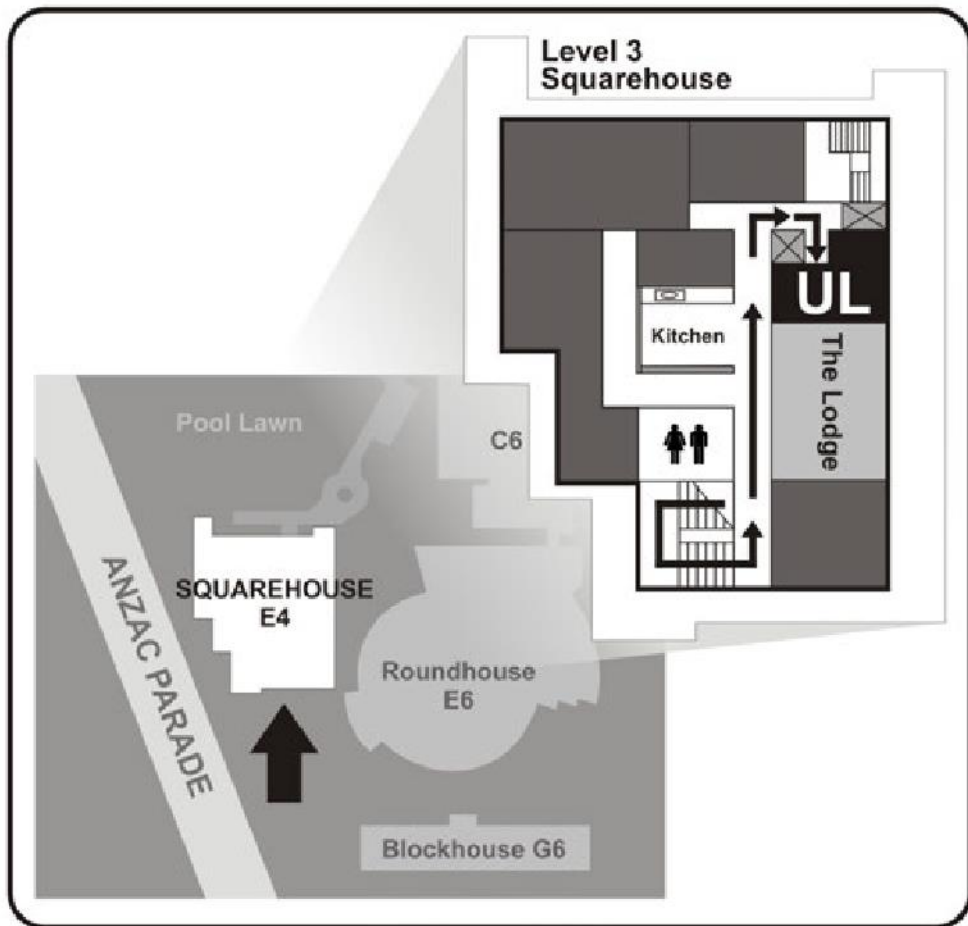 Level 3
Squarehouse
UL
Kitchen
The Lodge
Pool Lawn
C6
SQUAREHOUSE
E4
ANZAC PARADE
Roundhouse
E6
Blockhouse G6